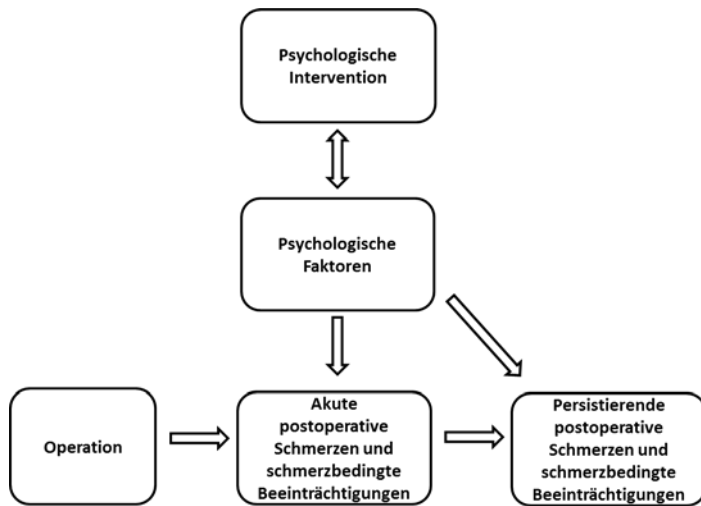 Psychologische
Intervention
Psychologische
Faktoren
Operation
Akute
postoperative
Schmerzen und
schmerzbedingte
Beeinträchtigungen
Persistierende
postoperative
Schmerzen und
schmerzbedingte
Beeinträchtigungen